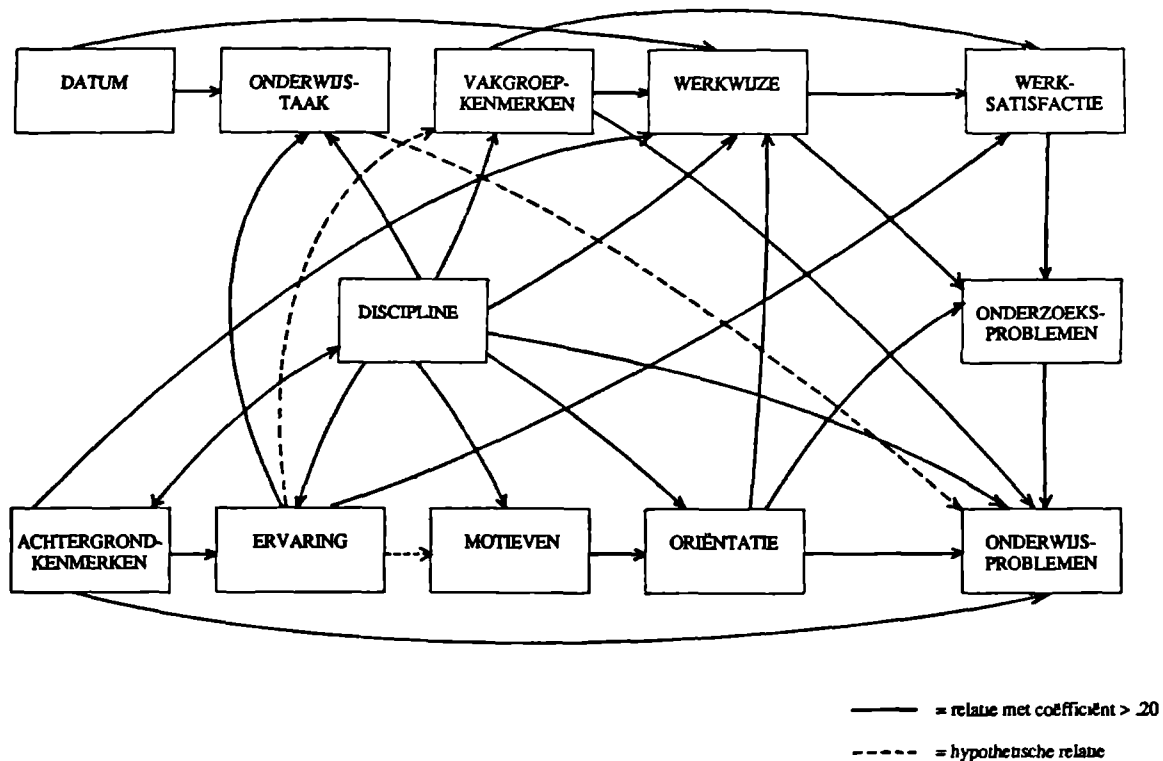 DATUM
ONDERWIJS-
TAAK
VAKGROEP-
KENMERKEN
WERKWIJZE
WERK-
SATISFACTIE
DISCIPLINE
ONDERZOEKS-
PROBLEMEN
ACHTERGROND-
KENMERKEN
ERVARING
MOTIEVEN
ORIËNTATIE
ONDERWIJS-
PROBLEMEN
= relatie met coëfficiënt > .20
= hypothetische relatie